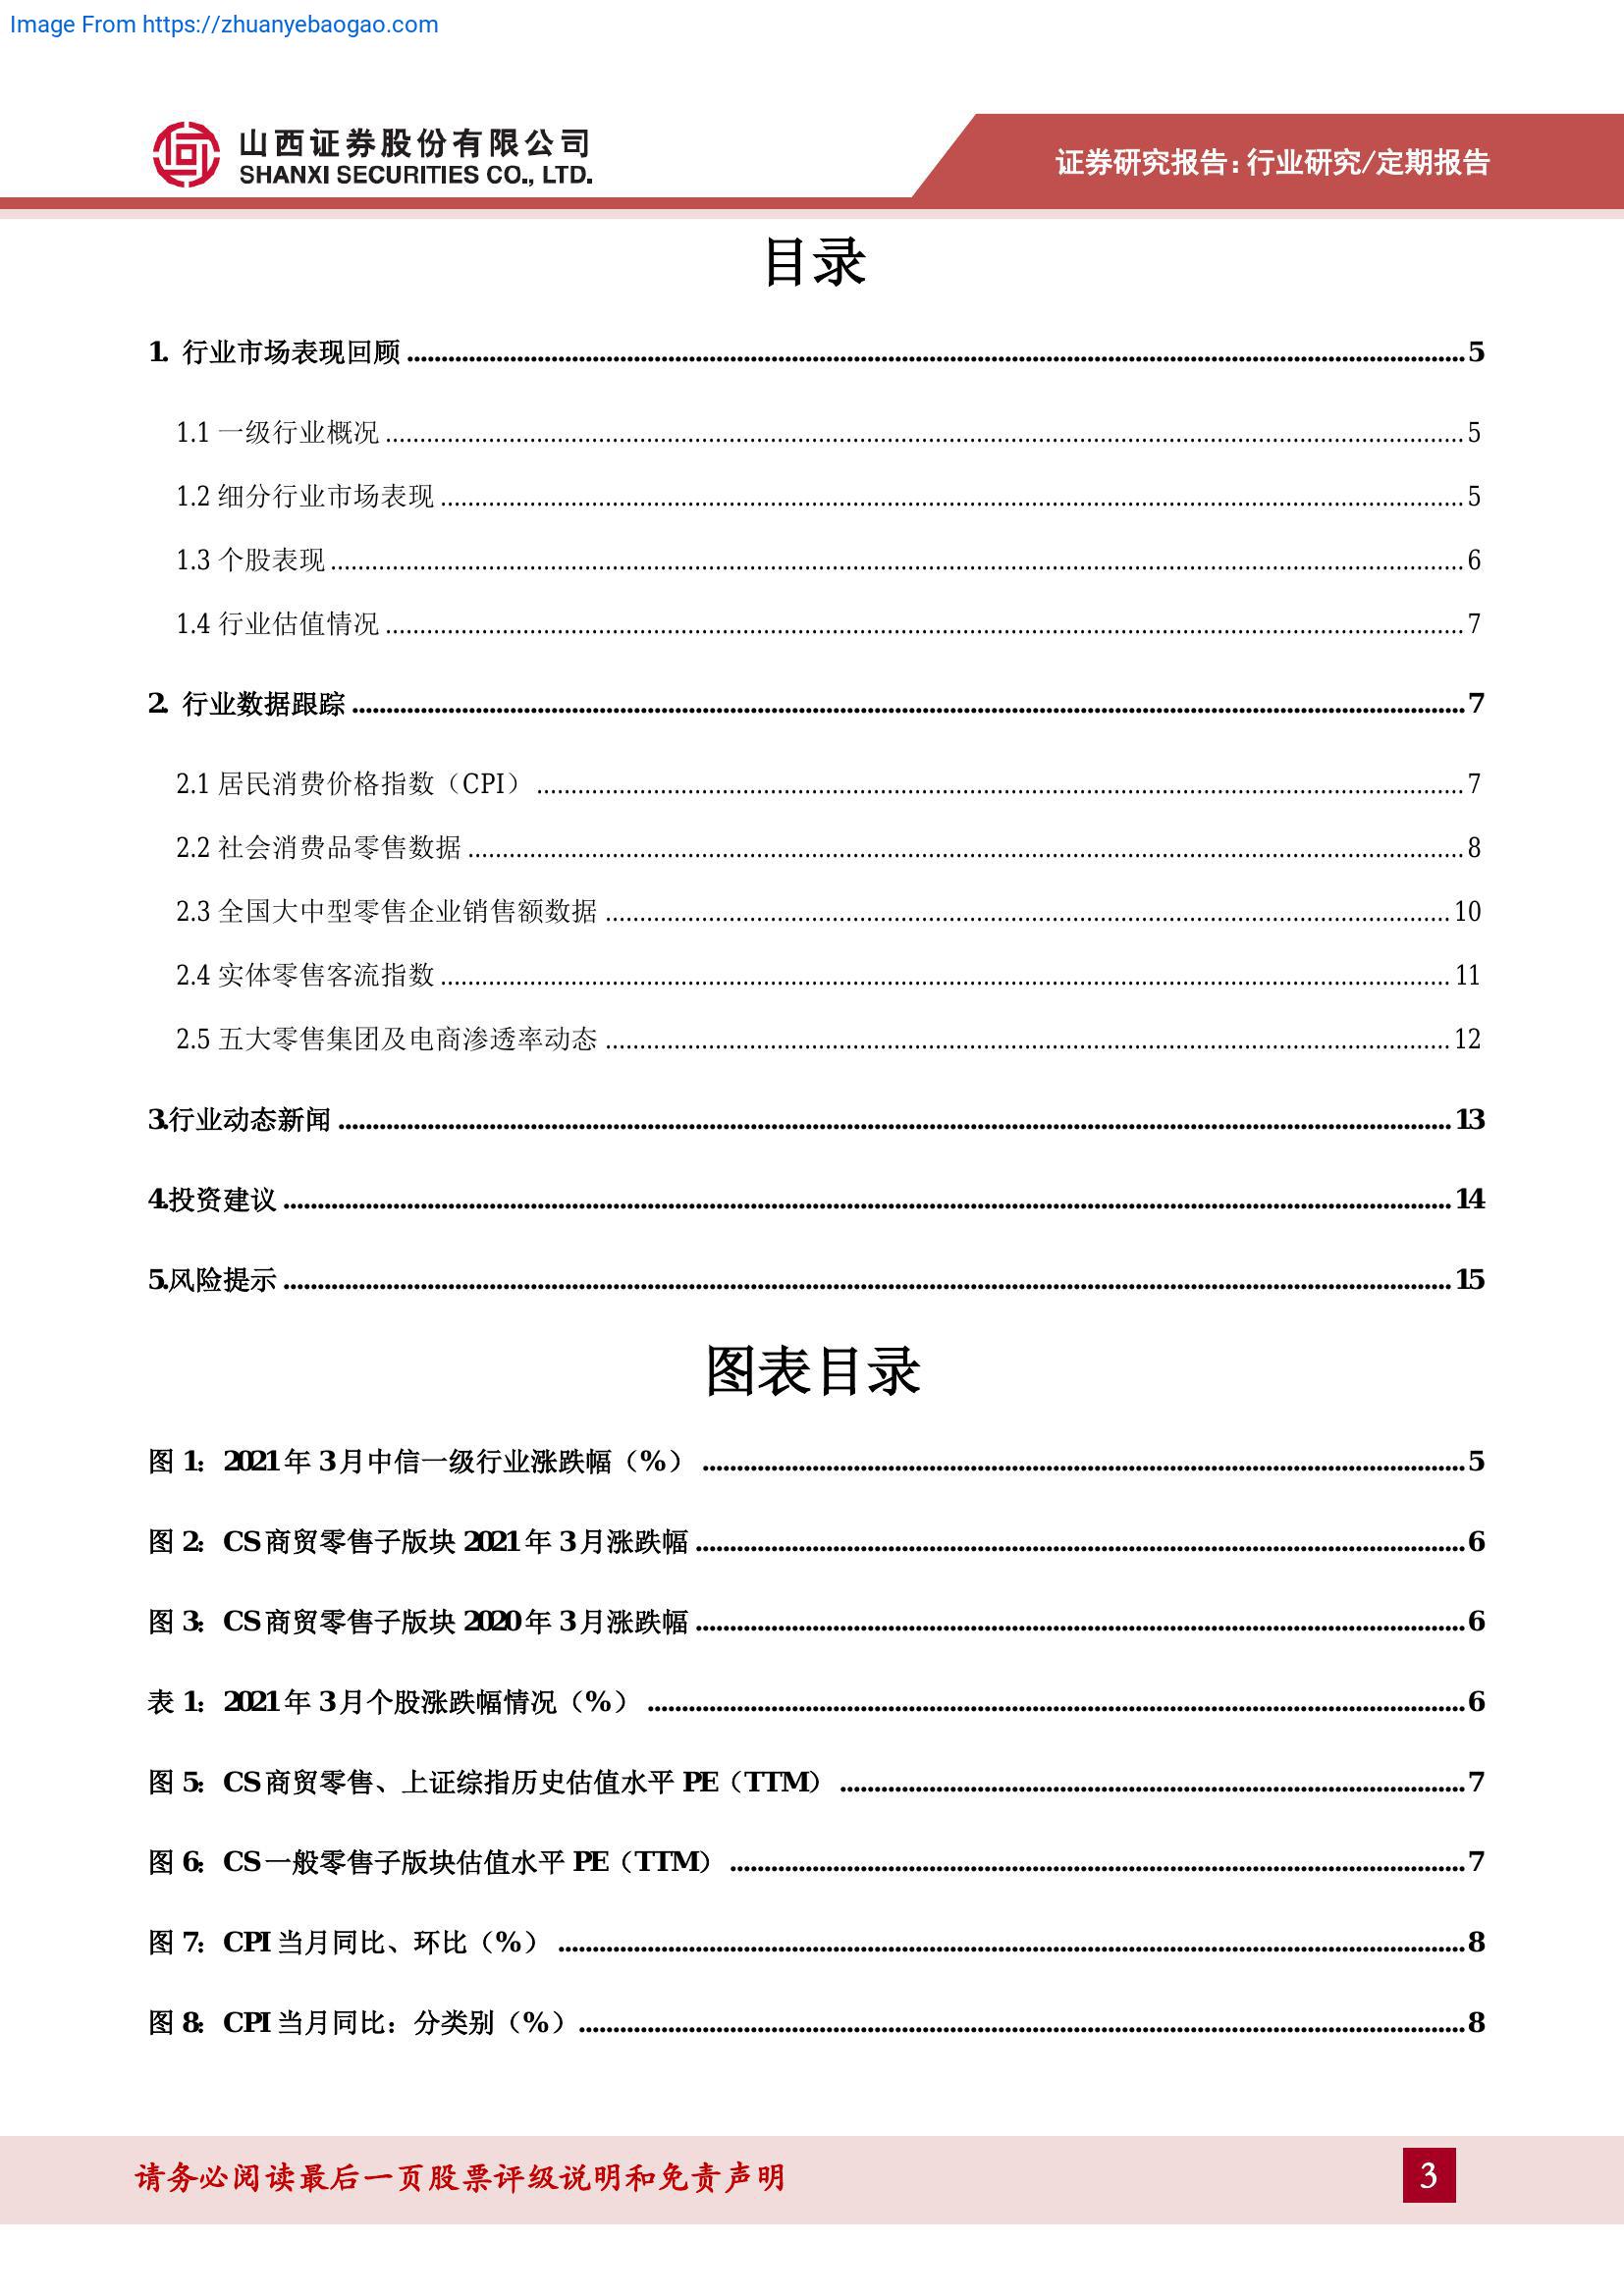 Image From https://zhuanyebaogao.com
山西证券股份有限公司
SHANXI SECURITIES CO., LTD.
证券研究报告:行业研究/定期报告
目录
1. 行业市场表现回顾 5
1.1 一级行业概况 5
1.2 细分行业市场表现 5
1.3 个股表现 6
1.4 行业估值情况 7
2. 行业数据跟踪 7
2.1 居民消费价格指数（CPI） 7
2.2 社会消费品零售数据 8
2.3 全国大中型零售企业销售额数据 10
2.4 实体零售客流指数 11
2.5 五大零售集团及电商渗透率动态 12
3.行业动态新闻 13
4.投资建议 14
5.风险提示 15
图表目录
图 1：2021 年 3 月中信一级行业涨跌幅（%） 5
图 2：CS 商贸零售子版块 2021 年 3 月涨跌幅 6
图 3：CS 商贸零售子版块 2020 年 3 月涨跌幅 6
表 1：2021 年 3 月个股涨跌幅情况（%） 6
图 5：CS 商贸零售、上证综指历史估值水平 PE（TTM） 7
图 6：CS 一般零售子版块估值水平 PE（TTM） 7
图 7：CPI 当月同比、环比（%） 8
图 8：CPI 当月同比：分类别（%） 8
请务必阅读最后一页股票评级说明和免责声明
3